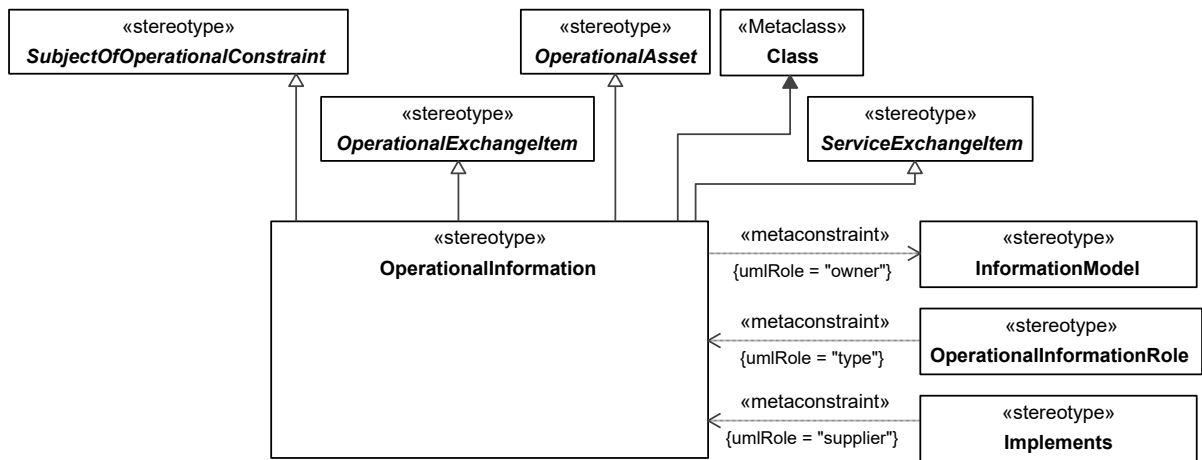 «stereotype»
SubjectOfOperationalConstraint
«stereotype»
OperationalAsset
«Metaclass»
Class
«stereotype»
OperationalExchangeItem
«stereotype»
ServiceExchangeItem
«stereotype»
OperationalInformation
«metaconstraint»
{umlRole = "owner"}
«stereotype»
InformationModel
«metaconstraint»
{umlRole = "type"}
«stereotype»
OperationalInformationRole
«metaconstraint»
{umlRole = "supplier"}
«stereotype»
Implements